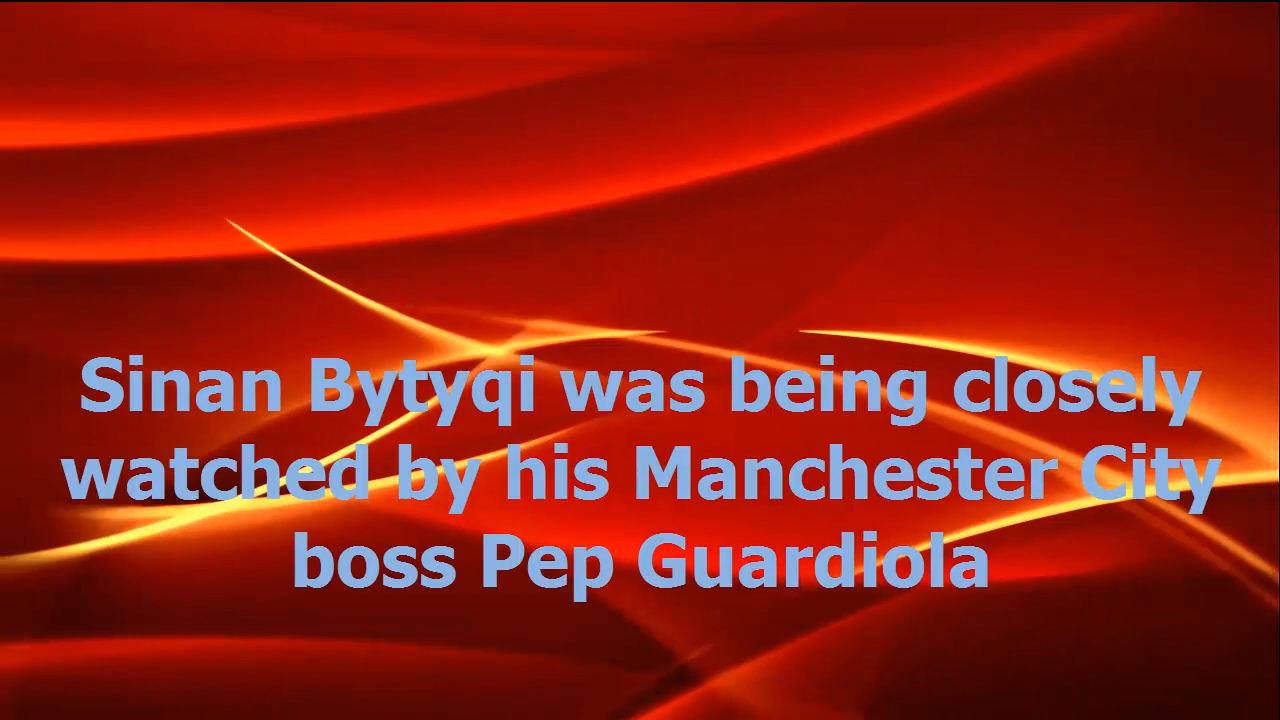 Sinan Bytyqi was being closely
watched by his Manchester City
boss Pep Guardiola